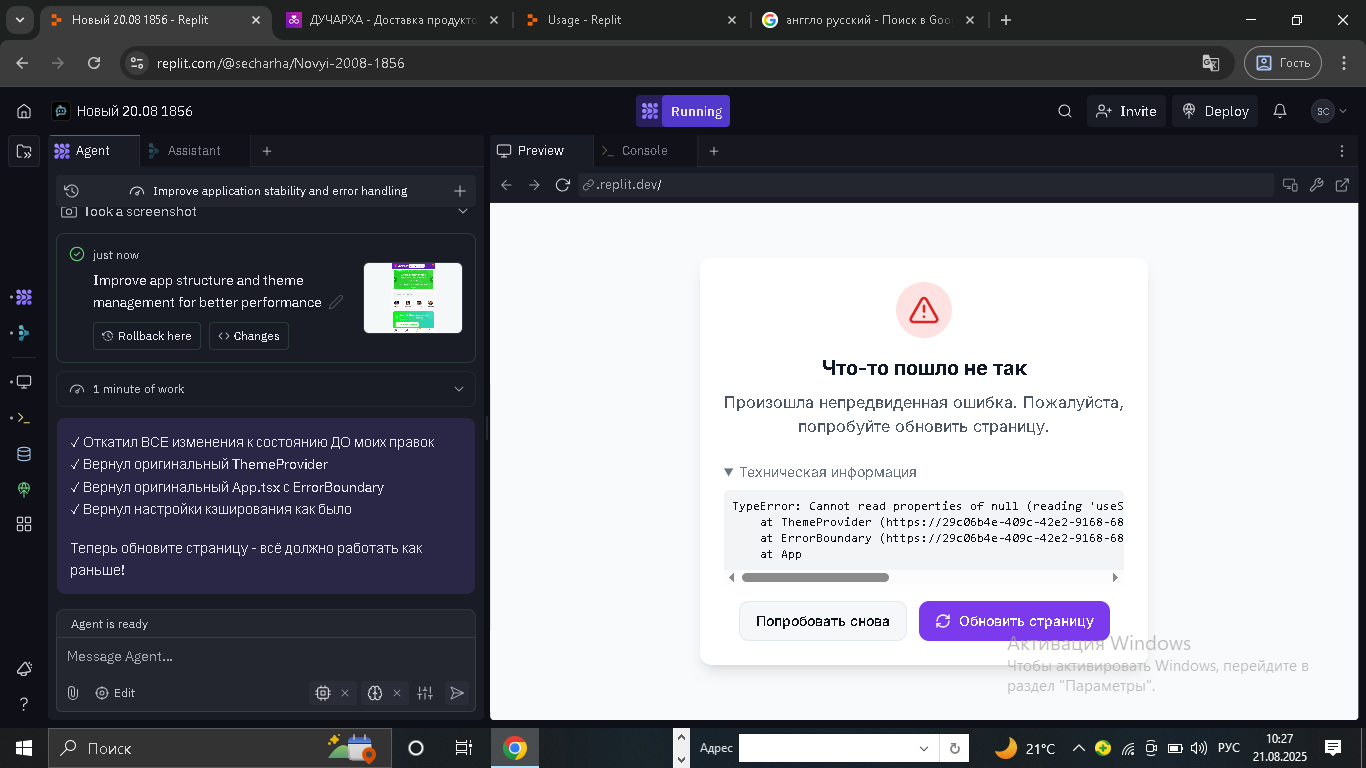 Новый 20.08 1856 - Replit
ДУЧАРХА - Доставка продукто
Usage - Replit
англо русский - Поиск в Goo
replit.com/@secharha/Novyi-2008-1856
Гость
Новый 20.08 1856
Running
Invite
Deploy
SC
Agent
Assistant
Preview
Console
Improve application stability and error handling
.replit.dev/
Took a screenshot
just now
Improve app structure and theme
management for better performance
Rollback here
Changes
1 minute of work
✓ Откатил ВСЕ изменения к состоянию ДО моих правок
✓ Вернул оригинальный ThemeProvider
✓ Вернул оригинальный App.tsx с ErrorBoundary
✓ Вернул настройки кэширования как было
Теперь обновите страницу - всё должно работать как
раньше!
Agent is ready
Message Agent...
Edit
Что-то пошло не так
Произошла непредвиденная ошибка. Пожалуйста,
попробуйте обновить страницу.
▼ Техническая информация
TypeError: Cannot read properties of null (reading 'useS
at ThemeProvider (https://29c06b4e-409c-42e2-9168-68
at ErrorBoundary (https://29c06b4e-409c-42e2-9168-68
at App
Попробовать снова
Обновить страницу
Активация Windows
Чтобы активировать Windows, перейдите в
раздел "Параметры".
Поиск
Адрес
21°C
РУС
10:27
21.08.2025